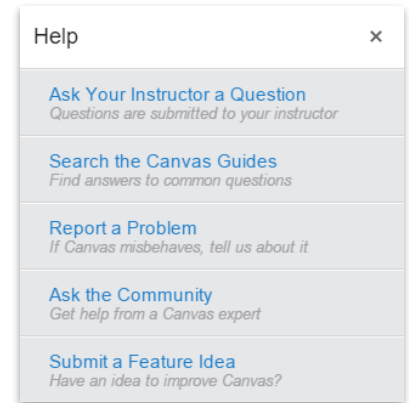 Help ×
Ask Your Instructor a Question
Questions are submitted to your instructor
Search the Canvas Guides
Find answers to common questions
Report a Problem
If Canvas misbehaves, tell us about it
Ask the Community
Get help from a Canvas expert
Submit a Feature Idea
Have an idea to improve Canvas?